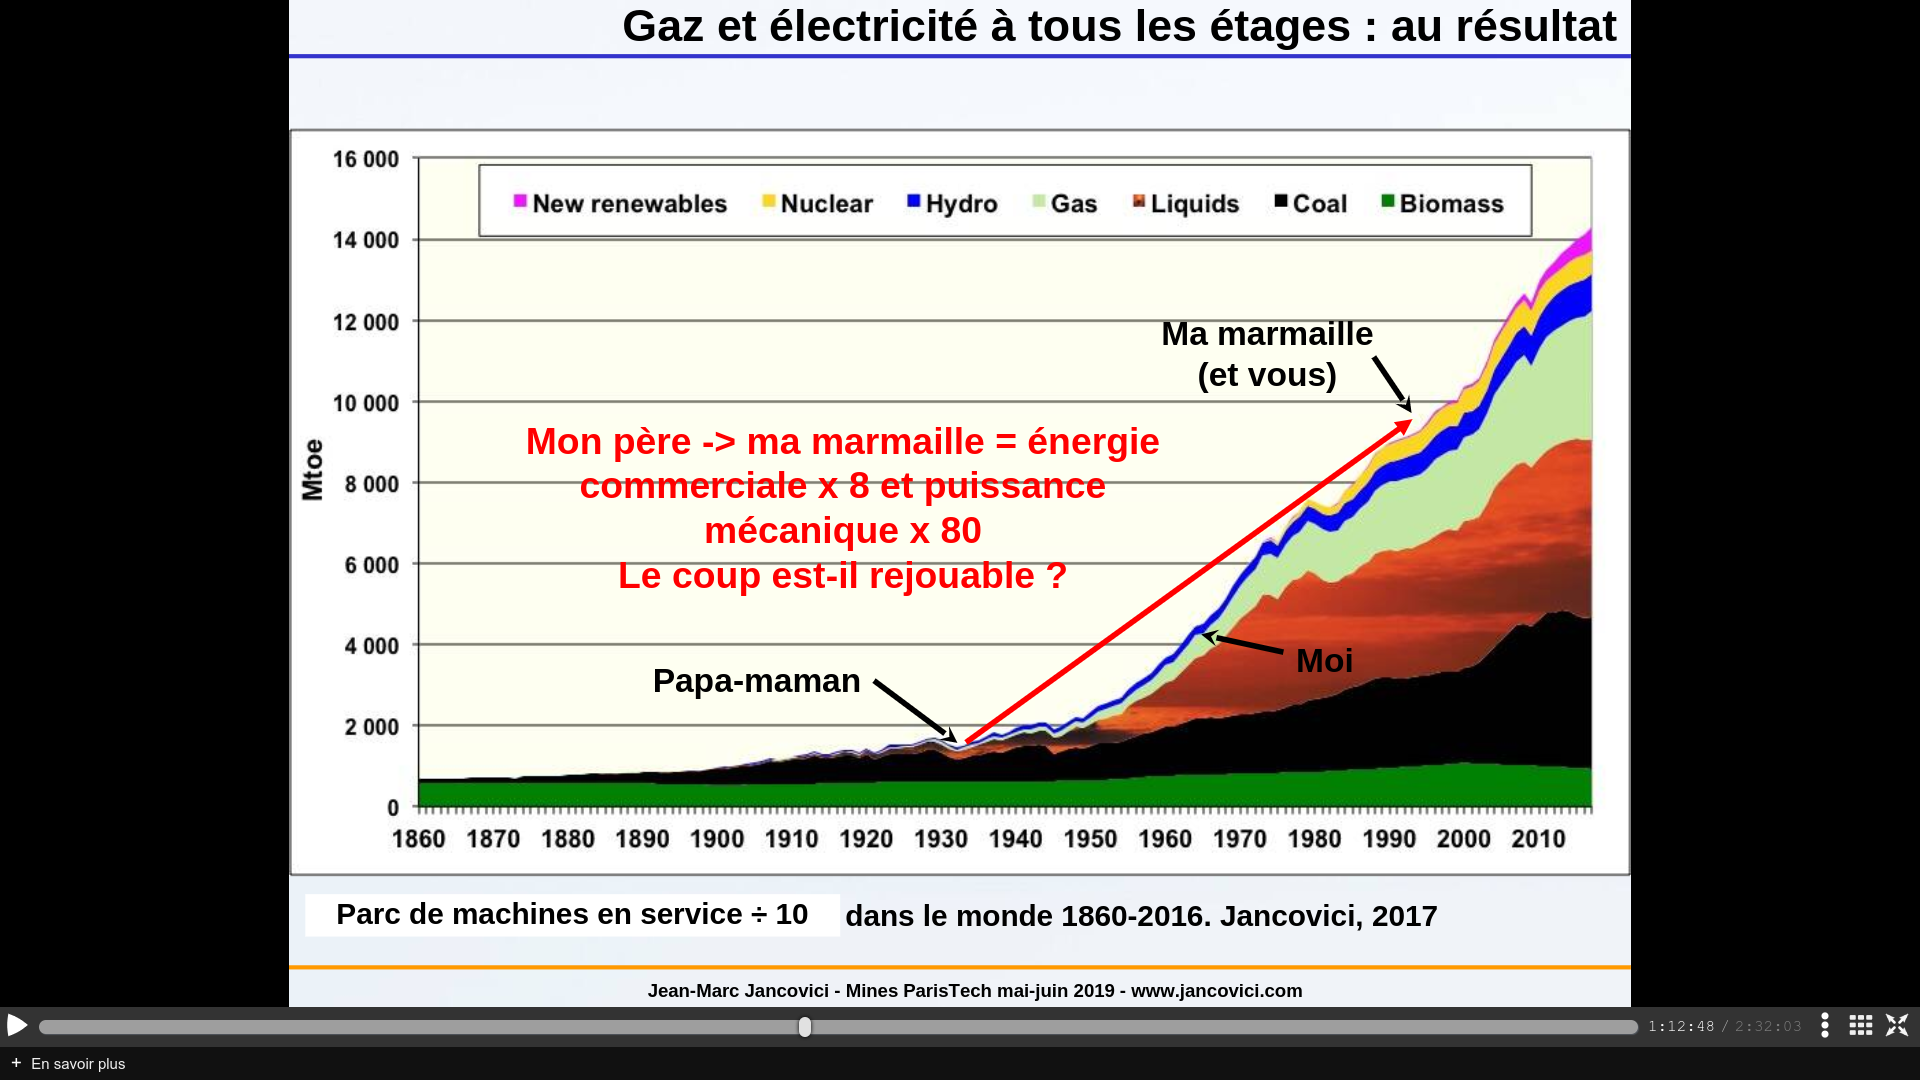 Gaz et électricité à tous les étages : au résultat
16 000
New renewables Nuclear Hydro Gas Liquids Coal Biomass
14 000
12 000
Ma marmaille
(et vous)
10 000
Mtoe
Mon père -> ma marmaille = énergie
commerciale x 8 et puissance
mécanique x 80
Le coup est-il rejouable ?
8 000
6 000
4 000
Moi
Papa-maman
2 000
0
1860 1870 1880 1890 1900 1910 1920 1930 1940 1950 1960 1970 1980 1990 2000 2010
Parc de machines en service ÷ 10 dans le monde 1860-2016. Jancovici, 2017
Jean-Marc Jancovici - Mines ParisTech mai-juin 2019 - www.jancovici.com
1:12:48 / 2:32:03
+ En savoir plus